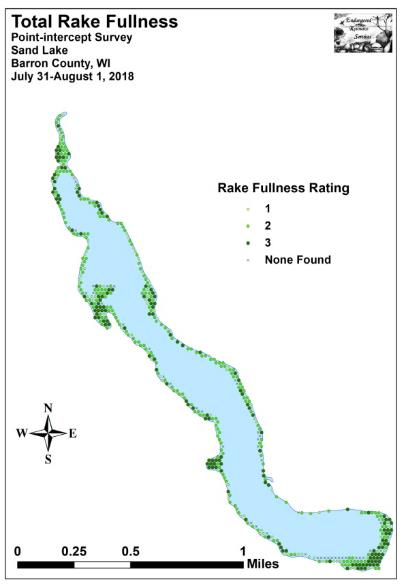 Total Rake Fullness
Point-intercept Survey
Sand Lake
Barron County, WI
July 31-August 1, 2018
Endangered
Resource
Services
Rake Fullness Rating
1
2
3
None Found
N
W E
S
0 0.25 0.5 1
Miles